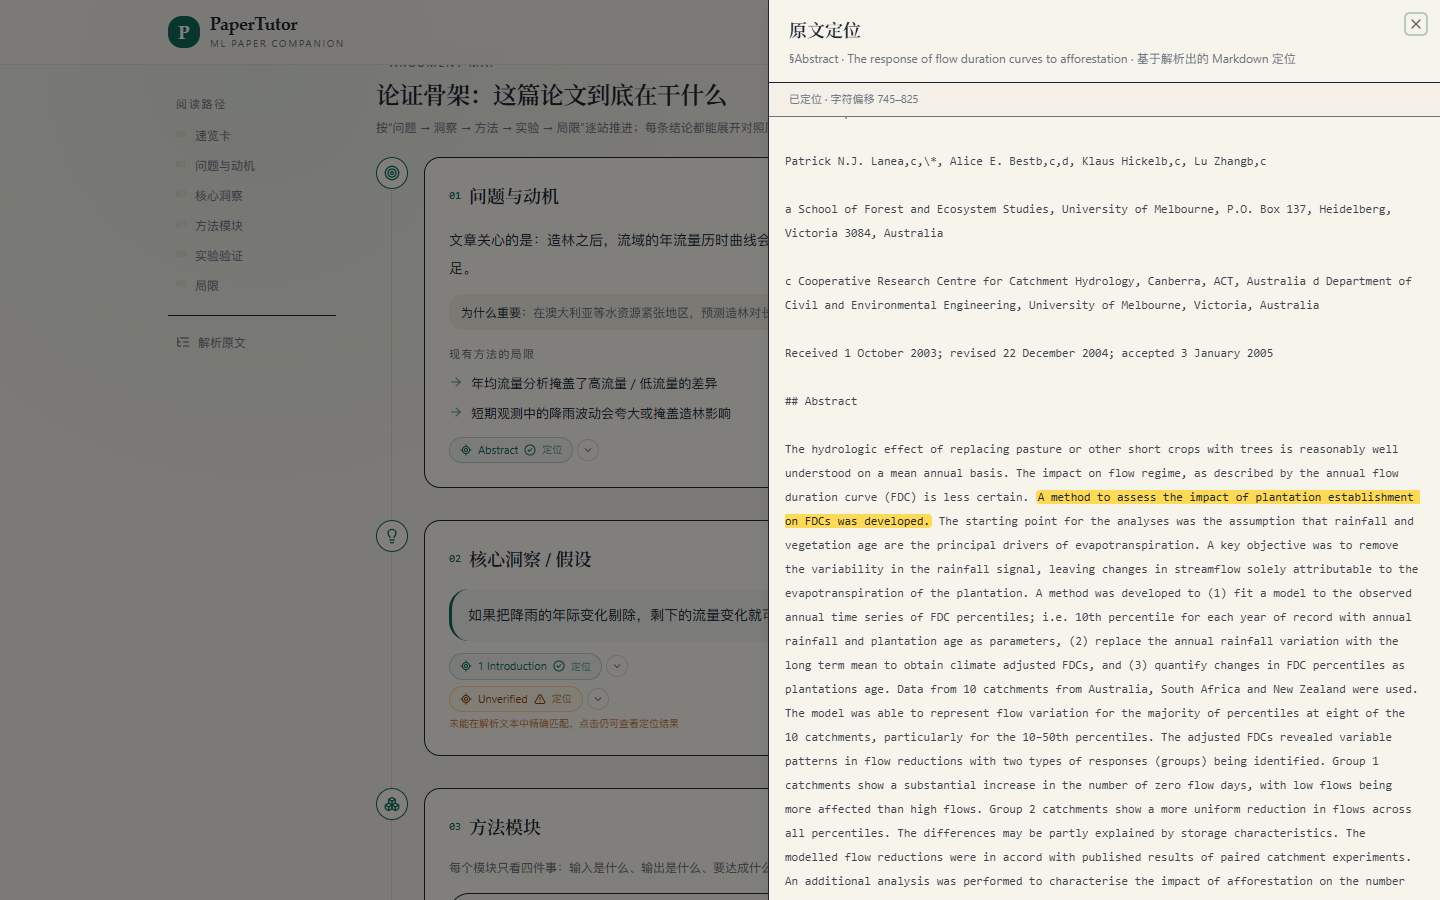 P
PaperTutor
ML PAPER COMPANION
阅读路径
速览卡
问题与动机
核心洞察
方法模块
实验验证
05 局限
解析原文
论证骨架：这篇论文到底在干什么
按“问题 → 洞察 → 方法 → 实验 → 局限”逐站推进；每条结论都能展开对照
01 问题与动机
文章关心的是：造林之后，流域的年流量历时曲线会
足。
为什么重要：在澳大利亚等水资源紧张地区，预测造林对
现有方法的局限
→ 年均流量分析掩盖了高流量 / 低流量的差异
→ 短期观测中的降雨波动会夸大或掩盖造林影响
Abstract 定位
02 核心洞察 / 假设
如果把降雨的年际变化剔除，剩下的流量变化就
1 Introduction 定位
Unverified 定位
未能在解析文本中精确匹配，点击仍可查看定位结果
03 方法模块
每个模块只看四件事：输入是什么、输出是什么、要达成什么
原文定位
§Abstract · The response of flow duration curves to afforestation · 基于解析出的 Markdown 定位
已定位 · 字符偏移 745–825
Patrick N.J. Lanea,c,\*, Alice E. Bestb,c,d, Klaus Hickelb,c, Lu Zhangb,c
a School of Forest and Ecosystem Studies, University of Melbourne, P.O. Box 137, Heidelberg,
Victoria 3084, Australia
c Cooperative Research Centre for Catchment Hydrology, Canberra, ACT, Australia d Department of
Civil and Environmental Engineering, University of Melbourne, Victoria, Australia
Received 1 October 2003; revised 22 December 2004; accepted 3 January 2005
## Abstract
The hydrologic effect of replacing pasture or other short crops with trees is reasonably well
understood on a mean annual basis. The impact on flow regime, as described by the annual flow
duration curve (FDC) is less certain. A method to assess the impact of plantation establishment
on FDCs was developed. The starting point for the analyses was the assumption that rainfall and
vegetation age are the principal drivers of evapotranspiration. A key objective was to remove
the variability in the rainfall signal, leaving changes in streamflow solely attributable to the
evapotranspiration of the plantation. A method was developed to (1) fit a model to the observed
annual time series of FDC percentiles; i.e. 10th percentile for each year of record with annual
rainfall and plantation age as parameters, (2) replace the annual rainfall variation with the
long term mean to obtain climate adjusted FDCs, and (3) quantify changes in FDC percentiles as
plantations age. Data from 10 catchments from Australia, South Africa and New Zealand were used.
The model was able to represent flow variation for the majority of percentiles at eight of the
10 catchments, particularly for the 10–50th percentiles. The adjusted FDCs revealed variable
patterns in flow reductions with two types of responses (groups) being identified. Group 1
catchments show a substantial increase in the number of zero flow days, with low flows being
more affected than high flows. Group 2 catchments show a more uniform reduction in flows across
all percentiles. The differences may be partly explained by storage characteristics. The
modelled flow reductions were in accord with published results of paired catchment experiments.
An additional analysis was performed to characterise the impact of afforestation on the number